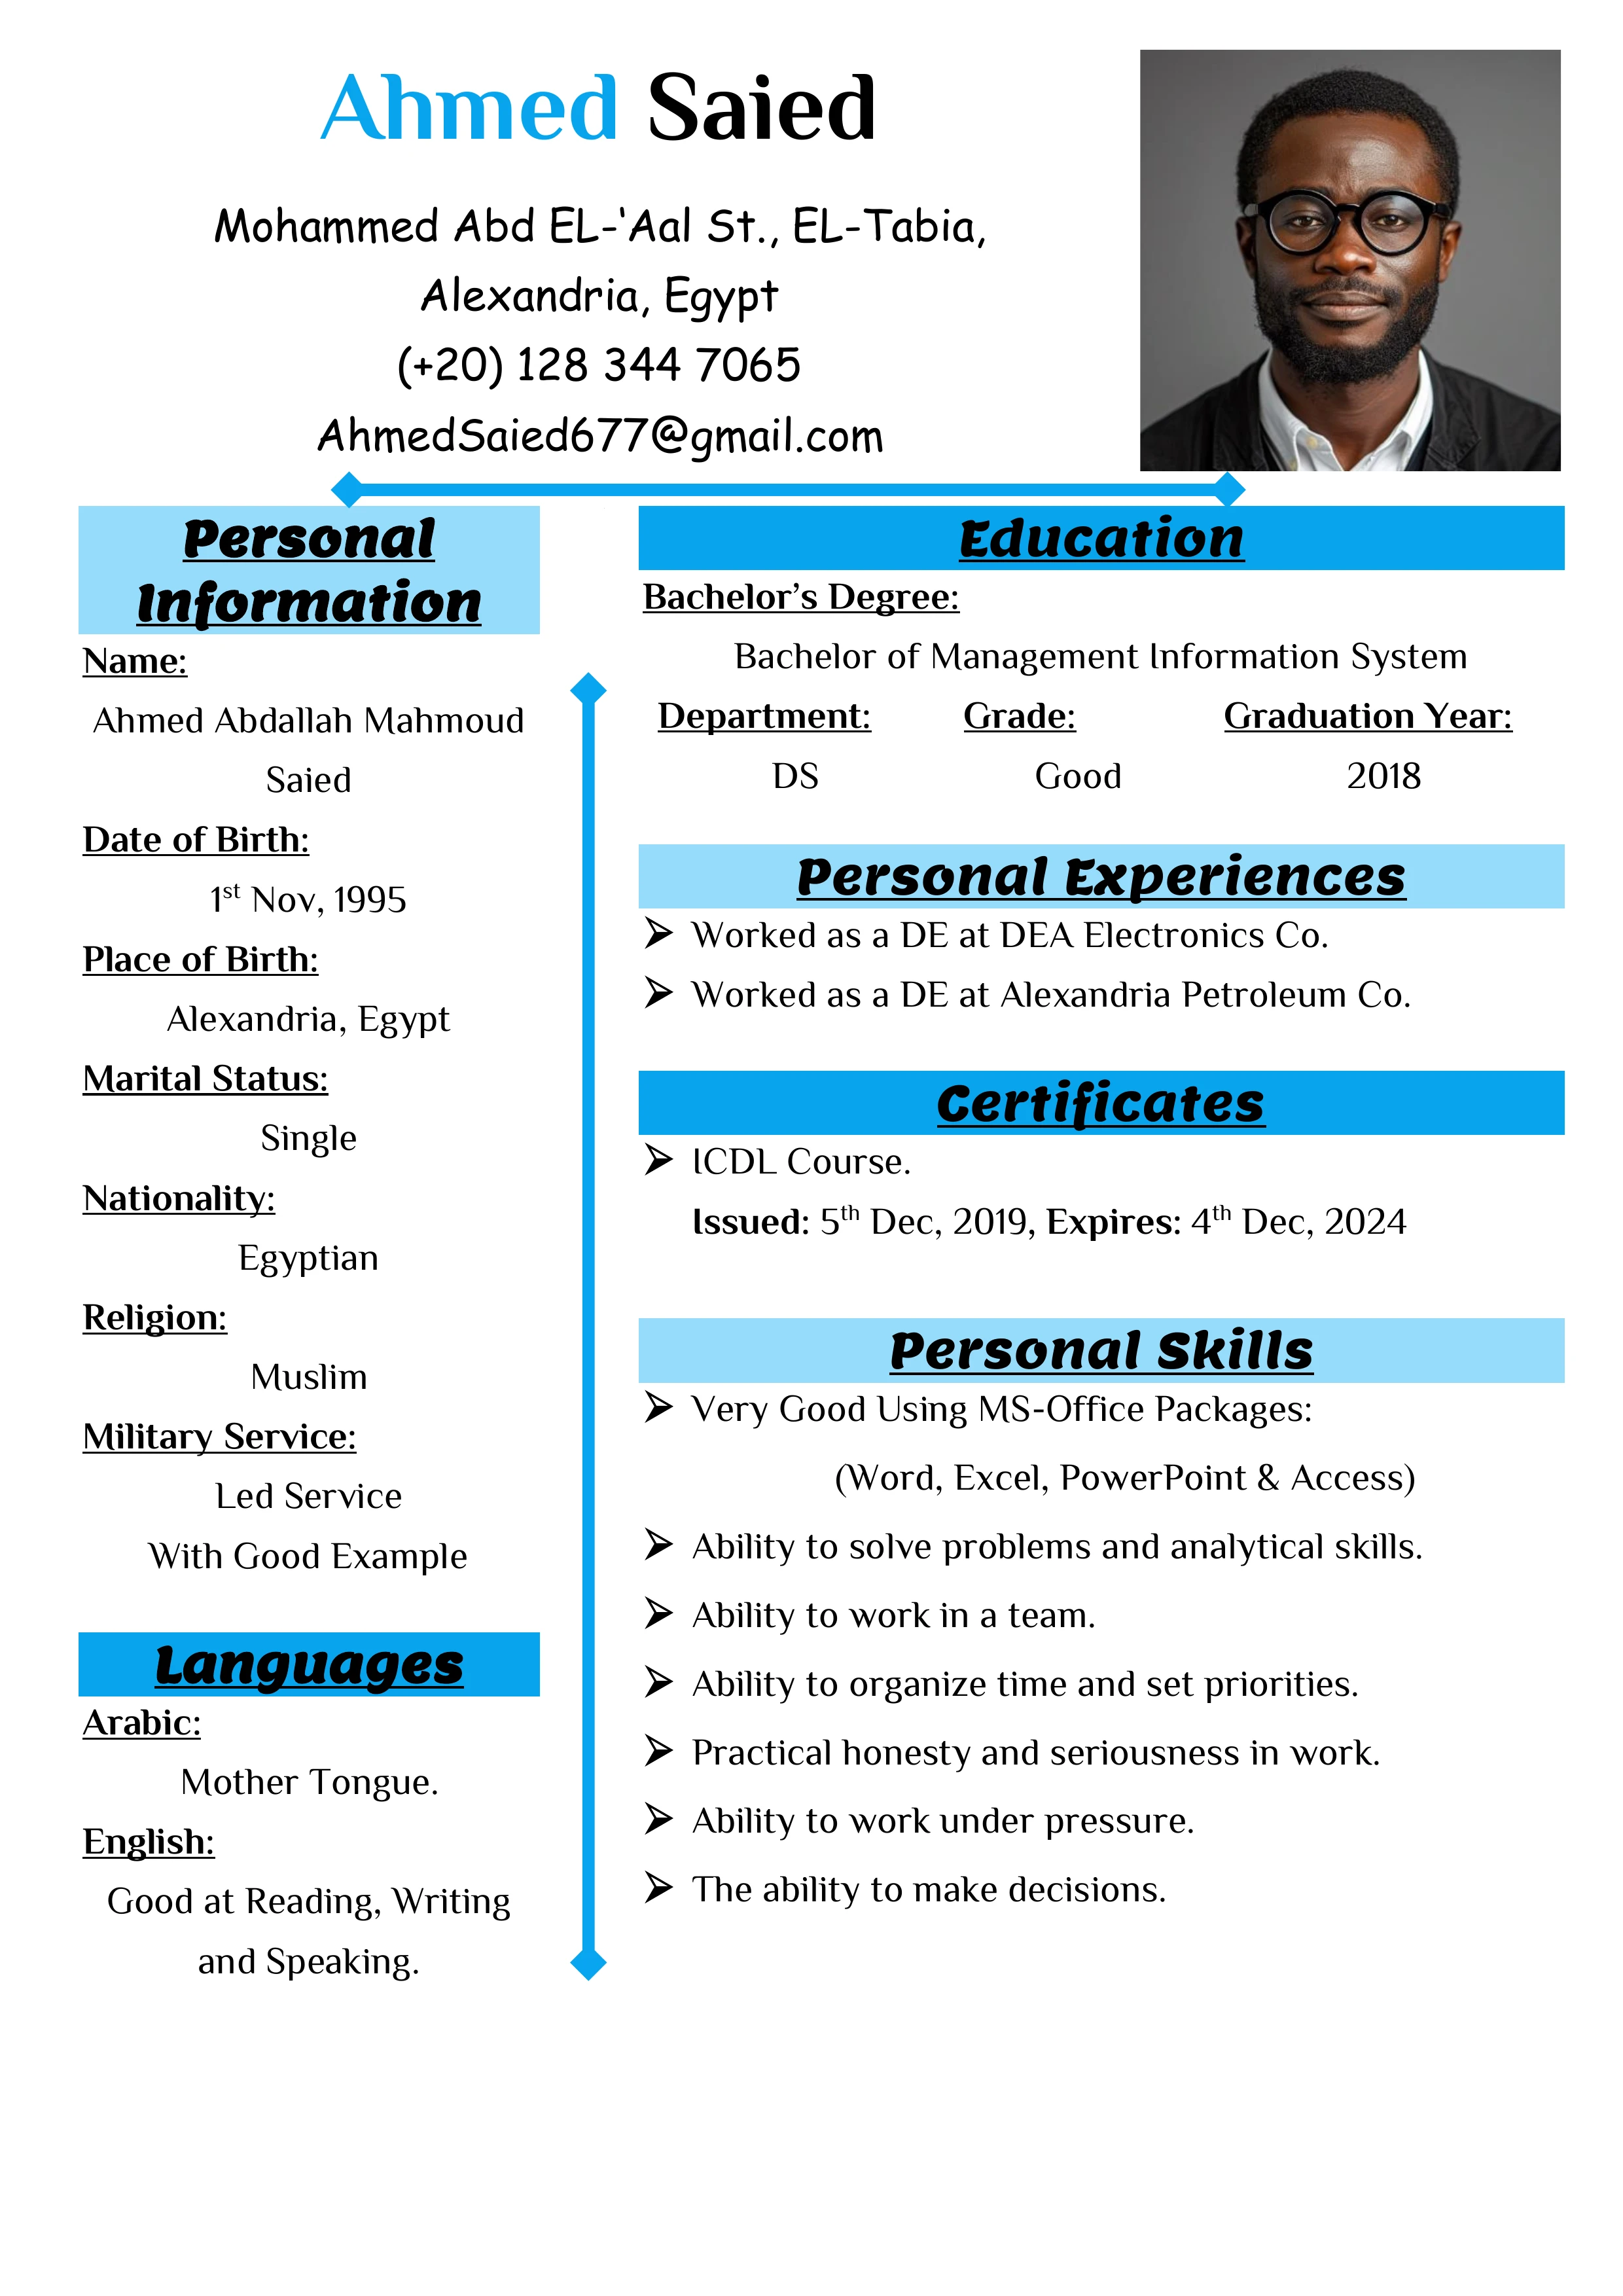 Ahmed Saied
Mohammed Abd EL-'Aal St., EL-Tabia,
Alexandria, Egypt
(+20) 128 344 7065
AhmedSaied677@gmail.com
Personal
Information
Name:
Ahmed Abdallah Mahmoud
Saied
Date of Birth:
1st Nov, 1995
Place of Birth:
Alexandria, Egypt
Marital Status:
Single
Nationality:
Egyptian
Religion:
Muslim
Military Service:
Led Service
With Good Example
Languages
Arabic:
Mother Tongue.
English:
Good at Reading, Writing
and Speaking.
Education
Bachelor’s Degree:
Bachelor of Management Information System
Department: Grade: Graduation Year:
DS Good 2018
Personal Experiences
➢ Worked as a DE at DEA Electronics Co.
➢ Worked as a DE at Alexandria Petroleum Co.
Certificates
➢ ICDL Course.
Issued: 5th Dec, 2019, Expires: 4th Dec, 2024
Personal Skills
➢ Very Good Using MS-Office Packages:
(Word, Excel, PowerPoint & Access)
➢ Ability to solve problems and analytical skills.
➢ Ability to work in a team.
➢ Ability to organize time and set priorities.
➢ Practical honesty and seriousness in work.
➢ Ability to work under pressure.
➢ The ability to make decisions.